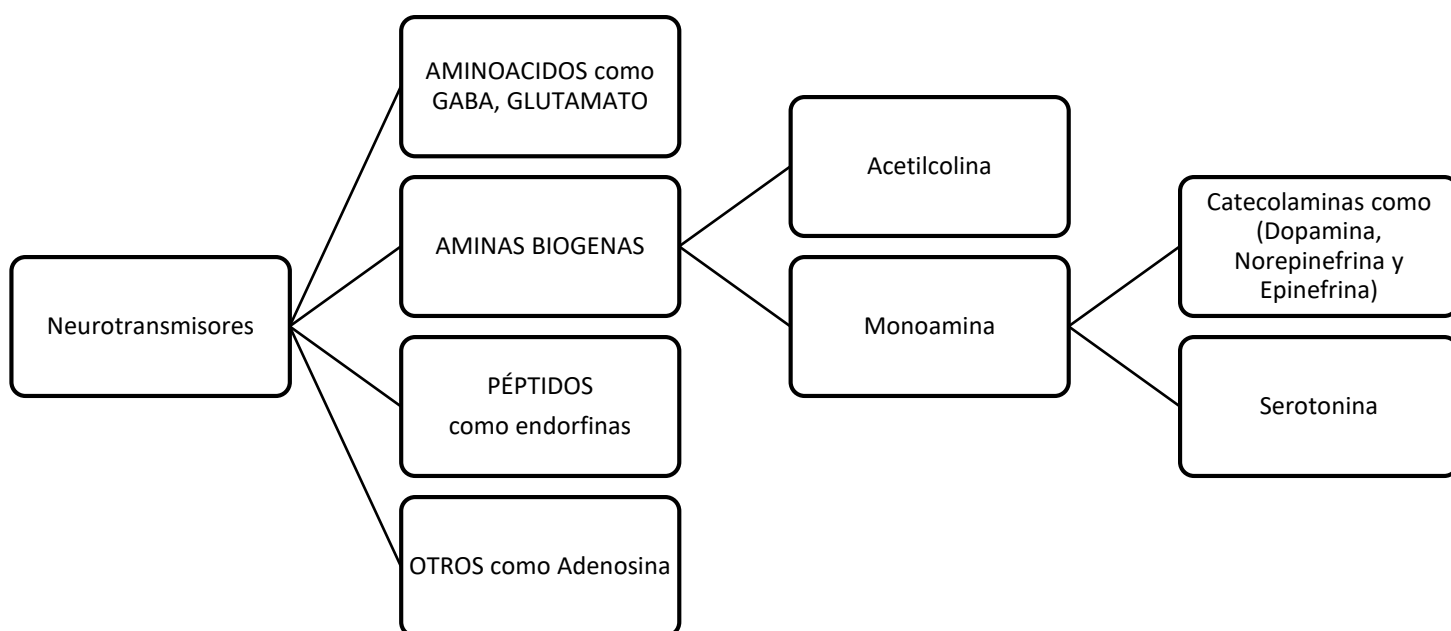 Neurotransmisores
AMINOACIDOS como
GABA, GLUTAMATO
AMINAS BIOGENAS
PÉPTIDOS
como endorfinas
OTROS como Adenosina
Acetilcolina
Monoamina
Catecolaminas como
(Dopamina,
Norepinefrina y
Epinefrina)
Serotonina